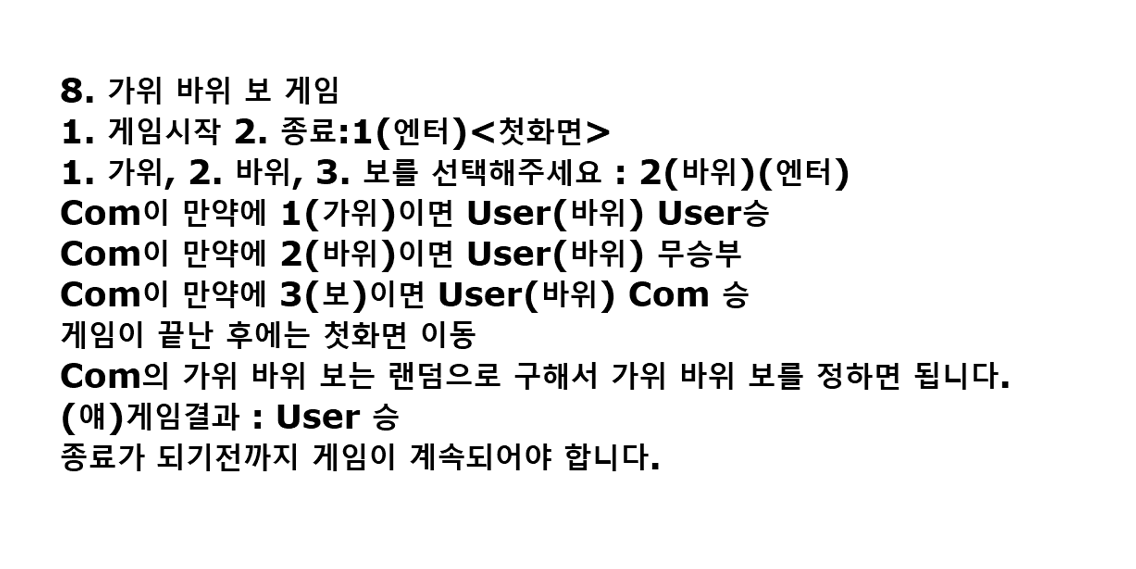 8. 가위 바위 보 게임
1. 게임시작 2. 종료:1(엔터)<첫화면>
1. 가위, 2. 바위, 3. 보를 선택해주세요 : 2(바위)(엔터)
Com이 만약에 1(가위)이면 User(바위) User승
Com이 만약에 2(바위)이면 User(바위) 무승부
Com이 만약에 3(보)이면 User(바위) Com 승
게임이 끝난 후에는 첫화면 이동
Com의 가위 바위 보는 랜덤으로 구해서 가위 바위 보를 정하면 됩니다.
(얘)게임결과 : User 승
종료가 되기전까지 게임이 계속되어야 합니다.